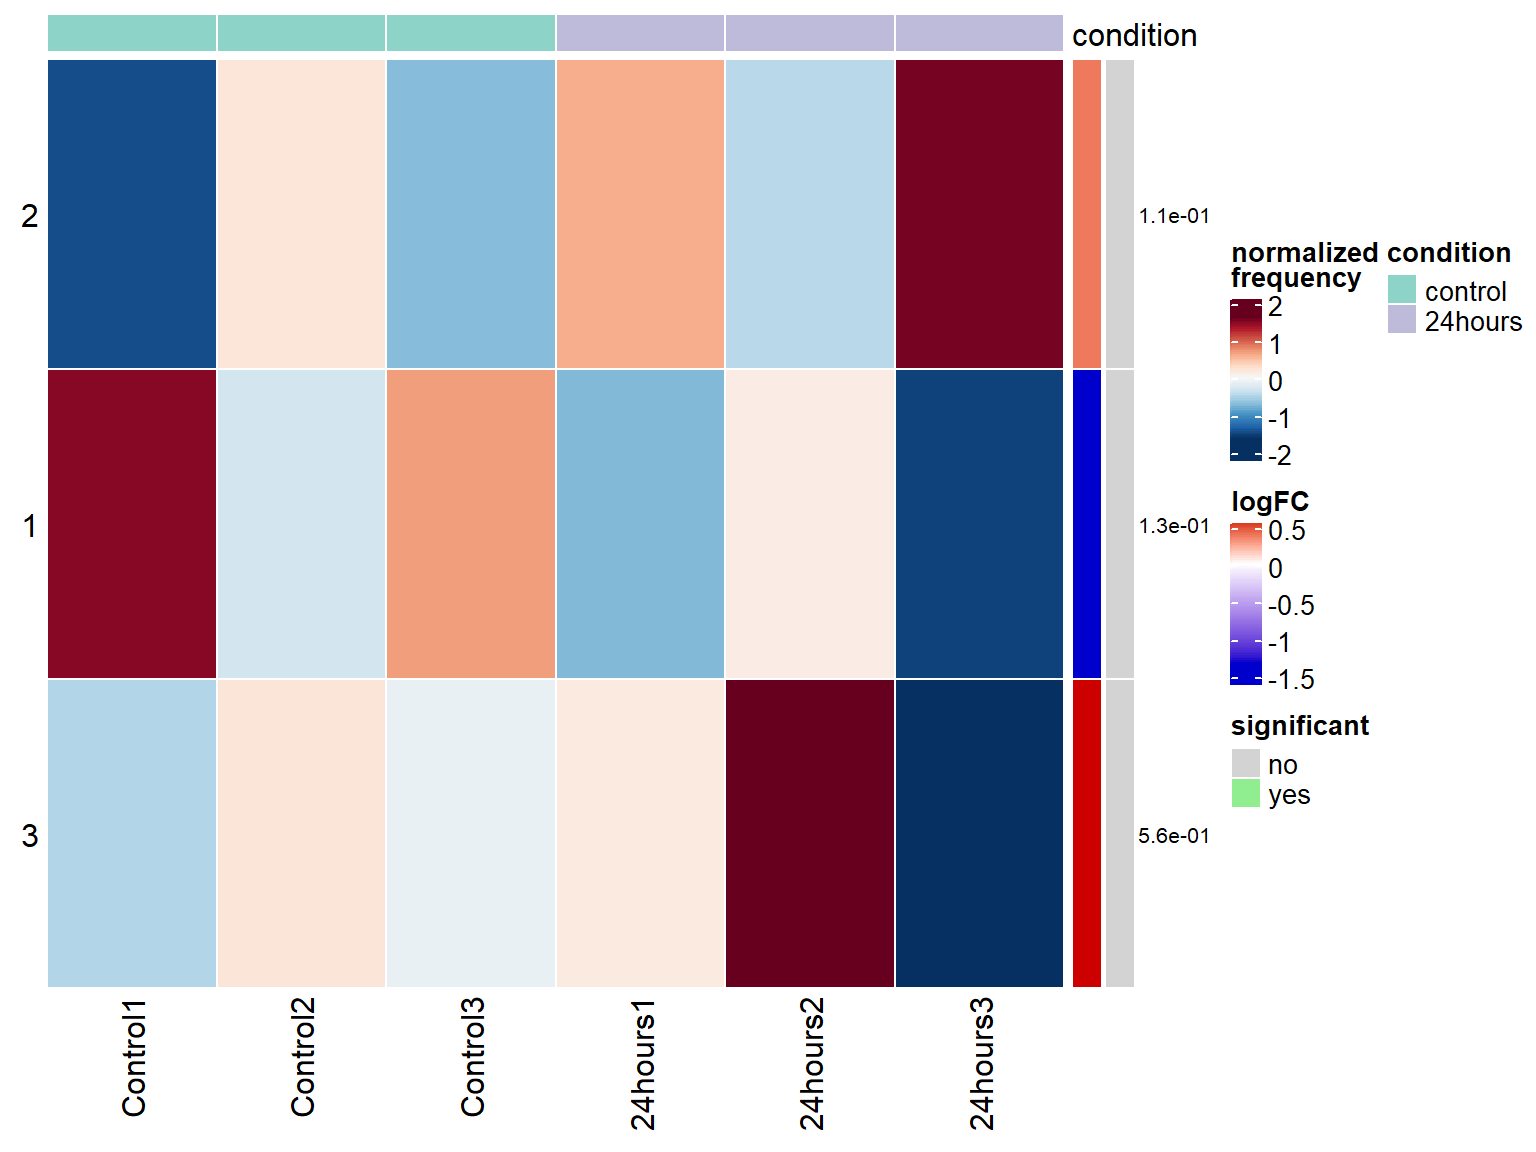 condition
2
1.1e-01
1
1.3e-01
3
5.6e-01
Control1
Control2
Control3
24hours1
24hours2
24hours3
normalized
frequency
2
1
0
-1
-2
logFC
0.5
0
-0.5
-1
-1.5
significant
no
yes
condition
control
24hours